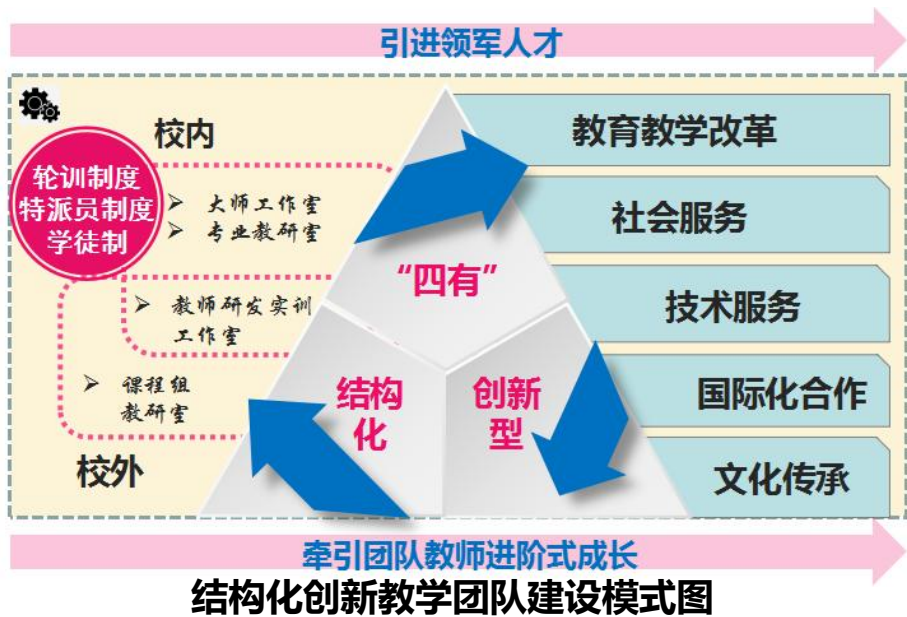 引进领军人才
校内
轮训制度
特派员制度
学徒制
➢ 大师工作室
➢ 专业教研室
➢ 教师研发实训
工作室
➢ 课程组
教研室
校外
“四有”
结构
化
创新
型
教育教学改革
社会服务
技术服务
国际化合作
文化传承
牵引团队教师进阶式成长
结构化创新教学团队建设模式图